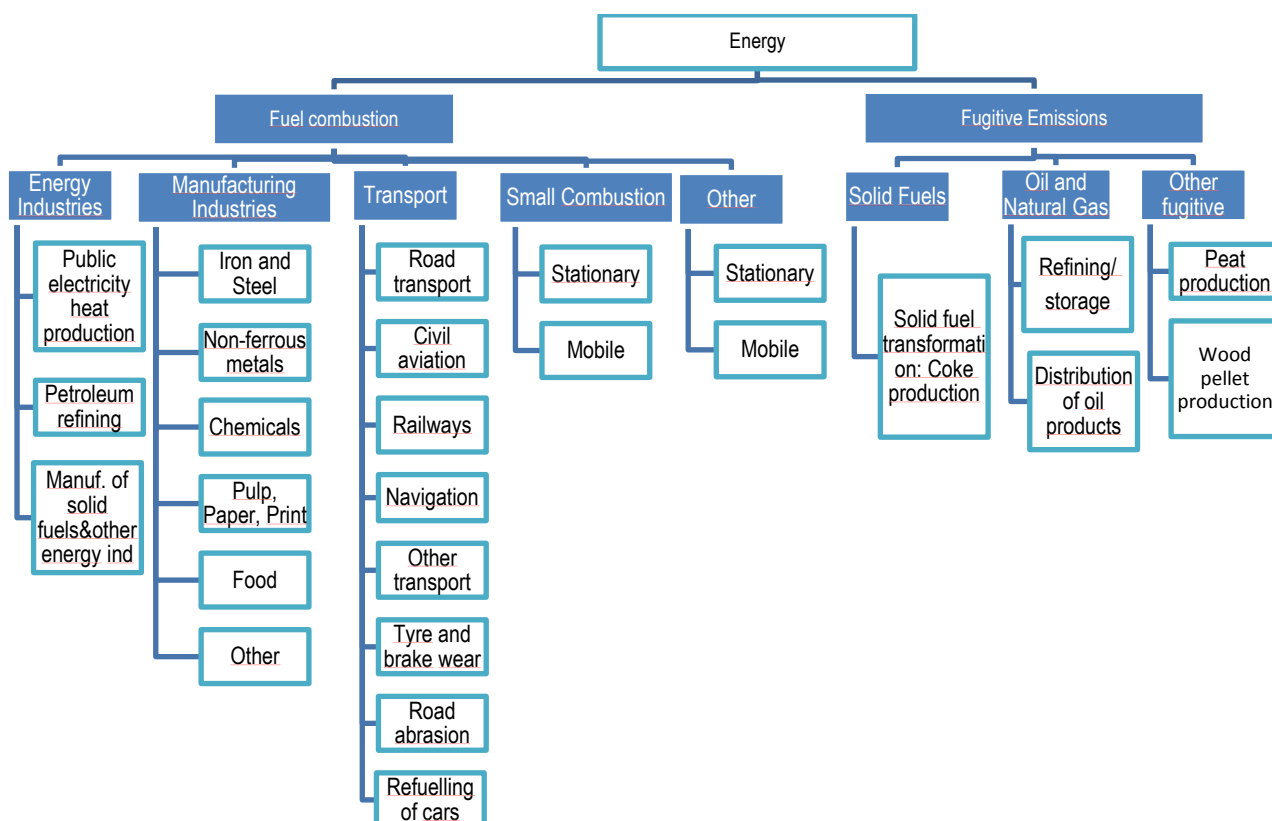 Energy
Fuel combustion
Fugitive Emissions
Energy
Industries
Manufacturing
Industries
Transport
Small Combustion
Other
Solid Fuels
Oil and
Natural Gas
Other
fugitive
Public
electricity
heat
production
Petroleum
refining
Manuf. of
solid
fuels&other
energy ind
Iron and
Steel
Non-ferrous
metals
Chemicals
Pulp,
Paper, Print
Food
Other
Road
transport
Civil
aviation
Railways
Navigation
Other
transport
Tyre and
brake wear
Road
abrasion
Refuelling
of cars
Stationary
Mobile
Stationary
Mobile
Solid fuel
transformati
on: Coke
production
Refining/
storage
Distribution
of oil
products
Peat
production
Wood
pellet
production